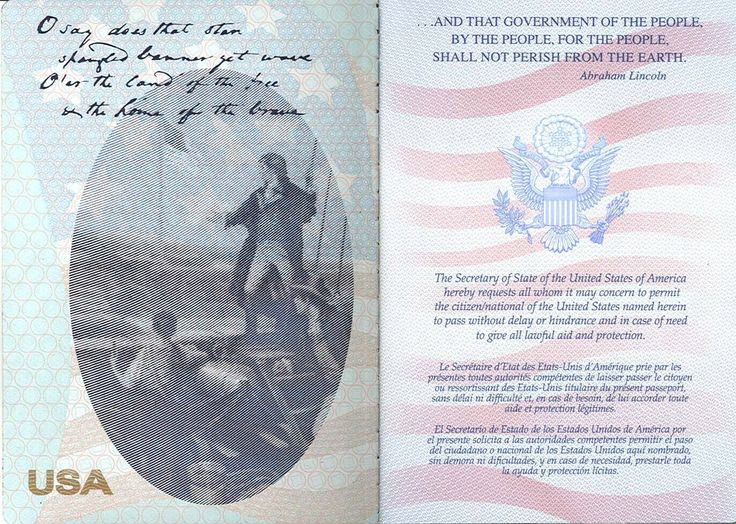 O say does that star
spangled banner yet wave
O'er the land of the free
& the home of the brave
USA
. . .AND THAT GOVERNMENT OF THE PEOPLE,
BY THE PEOPLE, FOR THE PEOPLE,
SHALL NOT PERISH FROM THE EARTH.
Abraham Lincoln
The Secretary of State of the United States of America
hereby requests all whom it may concern to permit
the citizen/national of the United States named herein
to pass without delay or hindrance and in case of need
to give all lawful aid and protection.
Le Secrétaire d'Etat des Etats-Unis d'Amérique prie par les
présentes toutes autorités compétentes de laisser passer le citoyen
ou ressortissant des Etats-Unis titulaire du présent passeport,
sans délai ni difficulté et, en cas de besoin, de lui accorder toute
aide et protection légitimes.
El Secretario de Estado de los Estados Unidos de América por
el presente solicita a las autoridades competentes permitir el paso
del ciudadano o nacional de los Estados Unidos aquí nombrado,
sin demora ni dificultades, y en caso de necesidad, prestarle toda
la ayuda y protección lícitas.